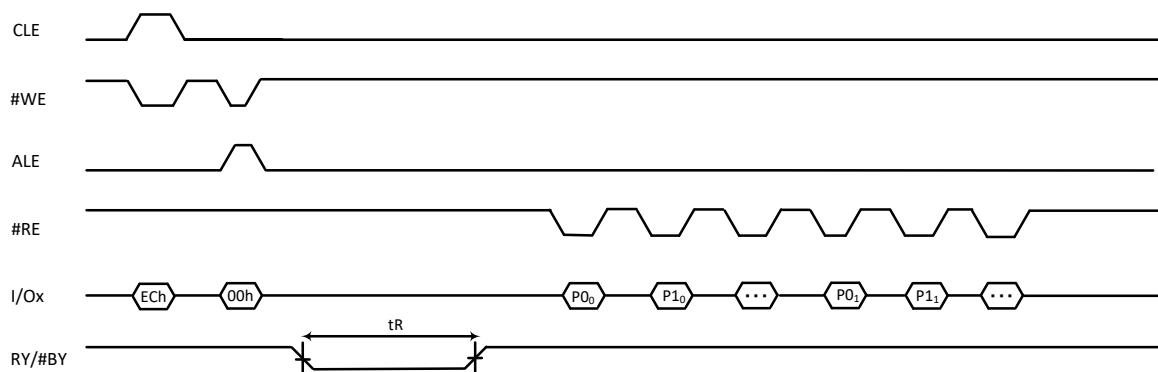 CLE
#WE
ALE
#RE
I/Ox ECh 00h P0₀ P1₀ ··· P0₁ P1₁ ···
tR
RY/#BY